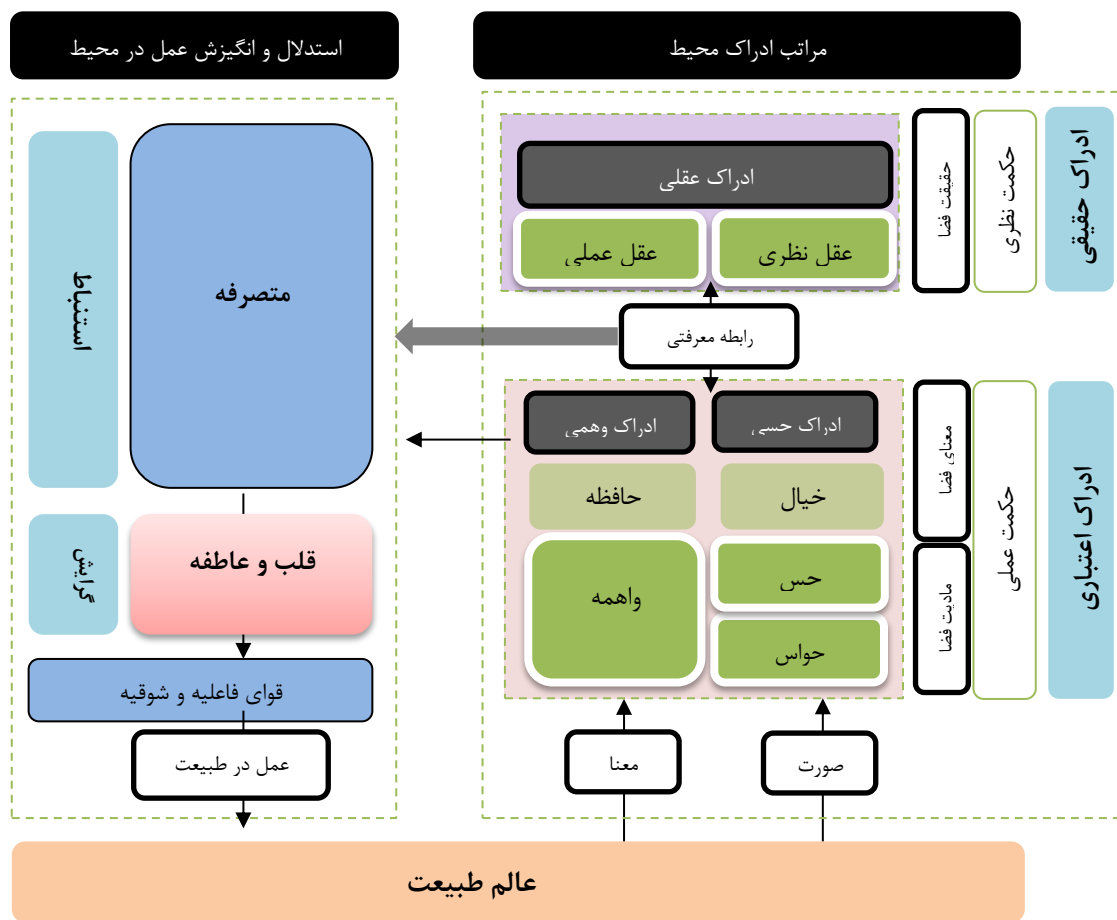 مراتب ادراک محیط
استدلال و انگیزش عمل در محیط
ادراک حقیقی
حکمت نظری
حقیقت فضا
ادراک عقلی
عقل نظری
عقل عملی
رابطه معرفتی
ادراک اعتباری
حکمت عملی
معنای فضا
مادیت فضا
ادراک حسی
ادراک وهمی
خیال
حافظه
حس
واهمه
حواس
صورت
معنا
متصرفه
استنباط
قلب و عاطفه
گرایش
قوای فاعلیه و شوقیه
عمل در طبیعت
عالم طبیعت